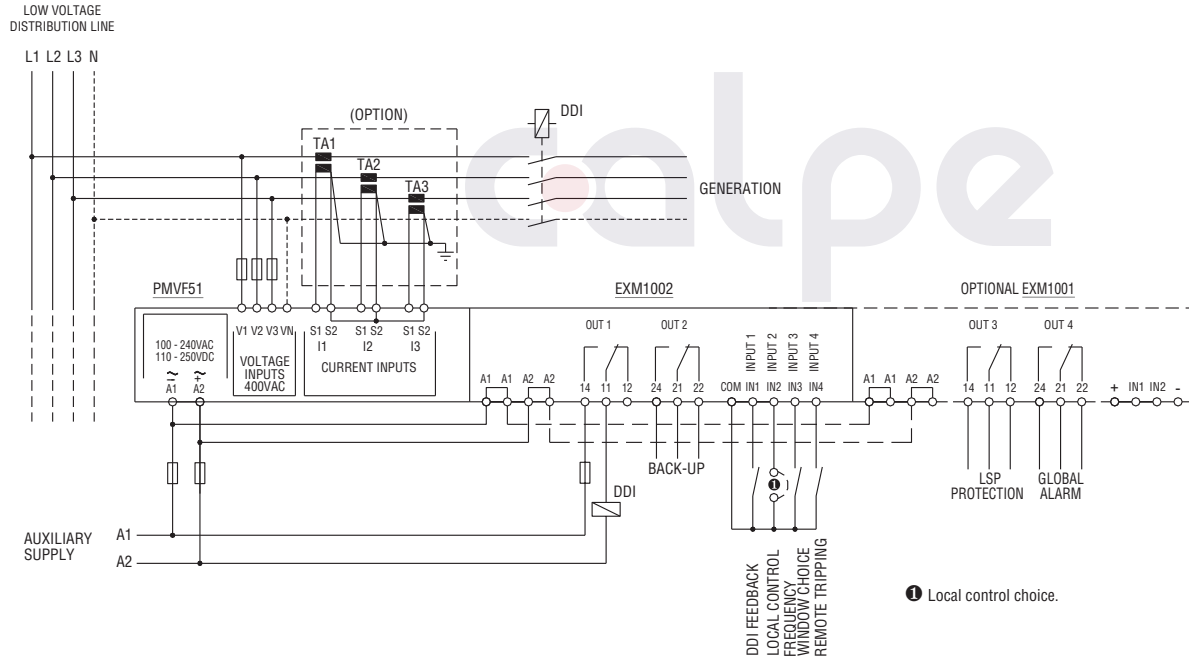 LOW VOLTAGE
DISTRIBUTION LINE
L1 L2 L3 N
(OPTION)
DDI
TA1
TA2
TA3
calpe
GENERATION
PMVF51
EXM1002
OPTIONAL EXM1001
100 - 240VAC
110 - 250VDC
~ ~
− +
A1 A2
V1 V2 V3 VN
VOLTAGE
INPUTS
400VAC
S1 S2 S1 S2 S1 S2
I1 I2 I3
CURRENT INPUTS
A1 A1 A2 A2
OUT 1
14 11 12
OUT 2
24 21 22
INPUT 1
INPUT 2
INPUT 3
INPUT 4
COM IN1 IN2 IN3 IN4
A1 A1 A2 A2
OUT 3
14 11 12
OUT 4
24 21 22
+ IN1 IN2 -
BACK-UP
LSP
PROTECTION
GLOBAL
ALARM
❶
DDI
AUXILIARY
SUPPLY
A1
A2
DDI FEEDBACK
LOCAL CONTROL
FREQUENCY
WINDOW CHOICE
REMOTE TRIPPING
❶ Local control choice.